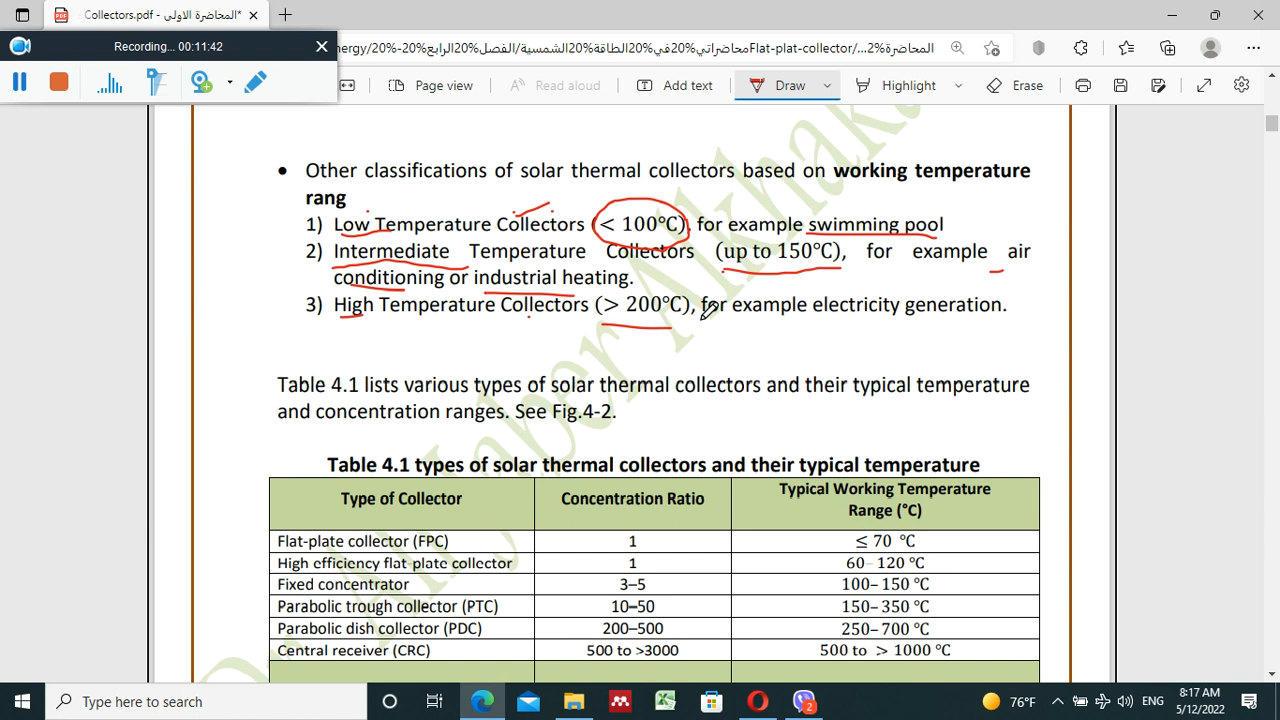 Collectors.pdf - المحاضرة الاولى*
Recording... 00:11:42
Page view
Read aloud
Add text
Draw
Highlight
Erase
• Other classifications of solar thermal collectors based on working temperature
rang
1) Low Temperature Collectors (< 100℃), for example swimming pool
2) Intermediate Temperature Collectors (up to 150℃), for example air
conditioning or industrial heating.
3) High Temperature Collectors (> 200℃), for example electricity generation.
Table 4.1 lists various types of solar thermal collectors and their typical temperature
and concentration ranges. See Fig.4-2.
Table 4.1 types of solar thermal collectors and their typical temperature
Type of Collector Concentration Ratio Typical Working Temperature
Range (°C)
Flat-plate collector (FPC) 1 ≤ 70 ℃
High efficiency flat-plate collector 1 60– 120 ℃
Fixed concentrator 3–5 100– 150 ℃
Parabolic trough collector (PTC) 10–50 150– 350 ℃
Parabolic dish collector (PDC) 200–500 250– 700 ℃
Central receiver (CRC) 500 to >3000 500 to > 1000 ℃
Type here to search
2
76°F
ENG
8:17 AM
5/12/2022